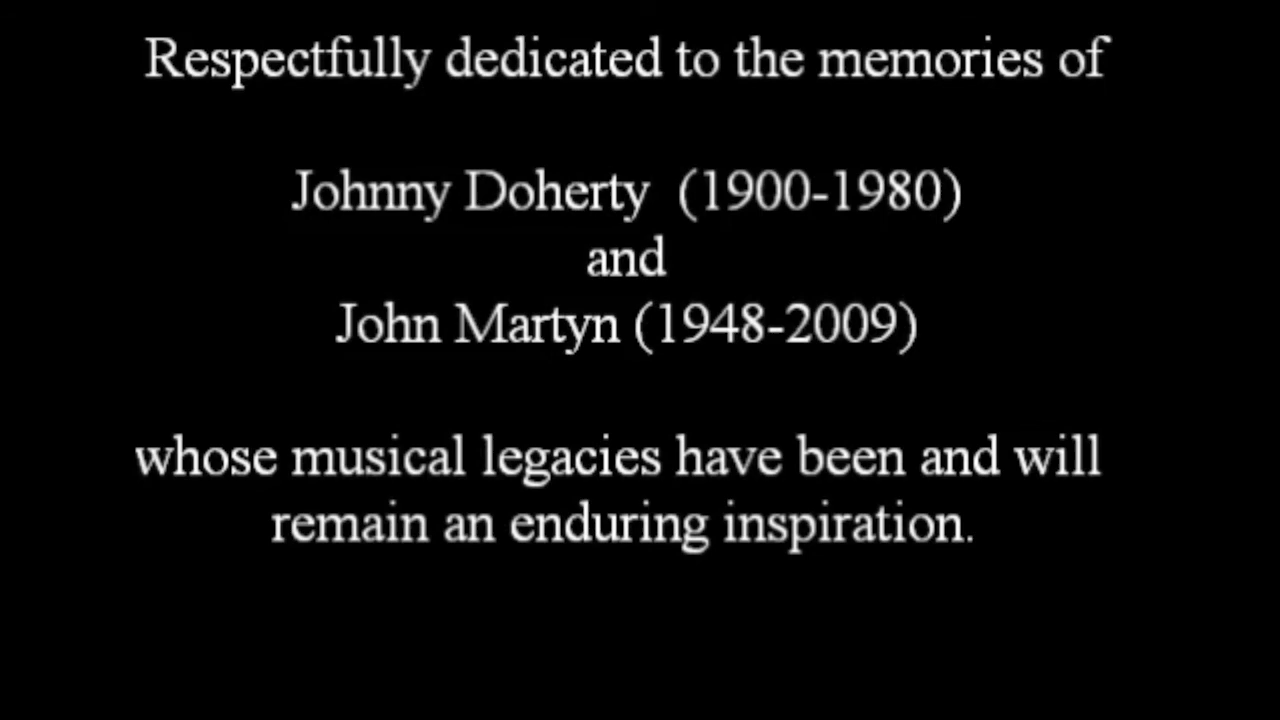 Respectfully dedicated to the memories of
Johnny Doherty (1900-1980)
and
John Martyn (1948-2009)
whose musical legacies have been and will
remain an enduring inspiration.